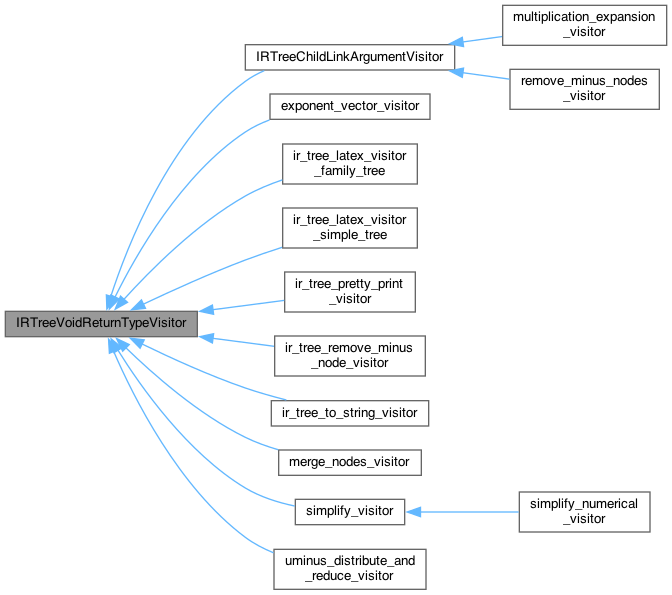 multiplication_expansion
_visitor
IRTreeChildLinkArgumentVisitor
remove_minus_nodes
_visitor
exponent_vector_visitor
ir_tree_latex_visitor
_family_tree
ir_tree_latex_visitor
_simple_tree
ir_tree_pretty_print
_visitor
IRTreeVoidReturnTypeVisitor
ir_tree_remove_minus
_node_visitor
ir_tree_to_string_visitor
merge_nodes_visitor
simplify_visitor
simplify_numerical
_visitor
uminus_distribute_and
_reduce_visitor